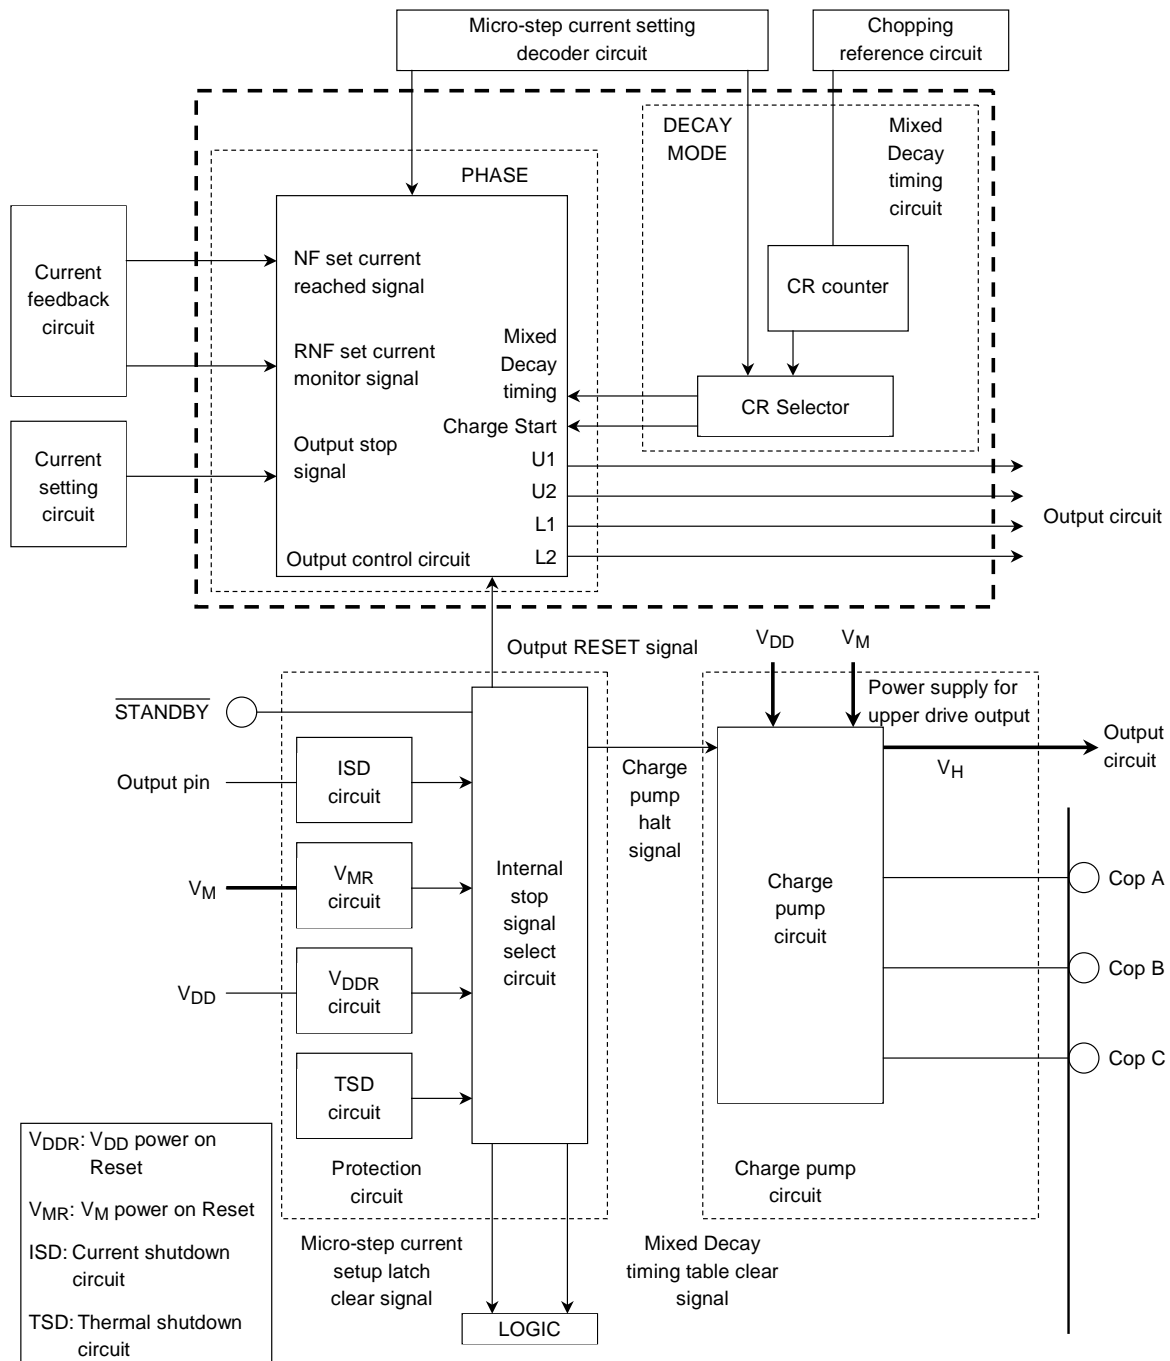 Micro-step current setting
decoder circuit
Chopping
reference circuit
DECAY
MODE
Mixed
Decay
timing
circuit
PHASE
Current
feedback
circuit
NF set current
reached signal
CR counter
RNF set current
monitor signal
Mixed
Decay
timing
CR Selector
Charge Start
Current
setting
circuit
Output stop
signal
U1
U2
L1
L2
Output circuit
Output control circuit
Output RESET signal
VDD
VM
STANDBY
Power supply for
upper drive output
Output
circuit
VH
Output pin
ISD
circuit
Charge
pump
halt
signal
VM
VMR
circuit
Internal
stop
signal
select
circuit
Charge
pump
circuit
Cop A
Cop B
Cop C
VDD
VDDR
circuit
TSD
circuit
Protection
circuit
Charge pump
circuit
VDDR: VDD power on
Reset
VMR: VM power on Reset
ISD: Current shutdown
circuit
TSD: Thermal shutdown
circuit
Micro-step current
setup latch
clear signal
Mixed Decay
timing table clear
signal
LOGIC